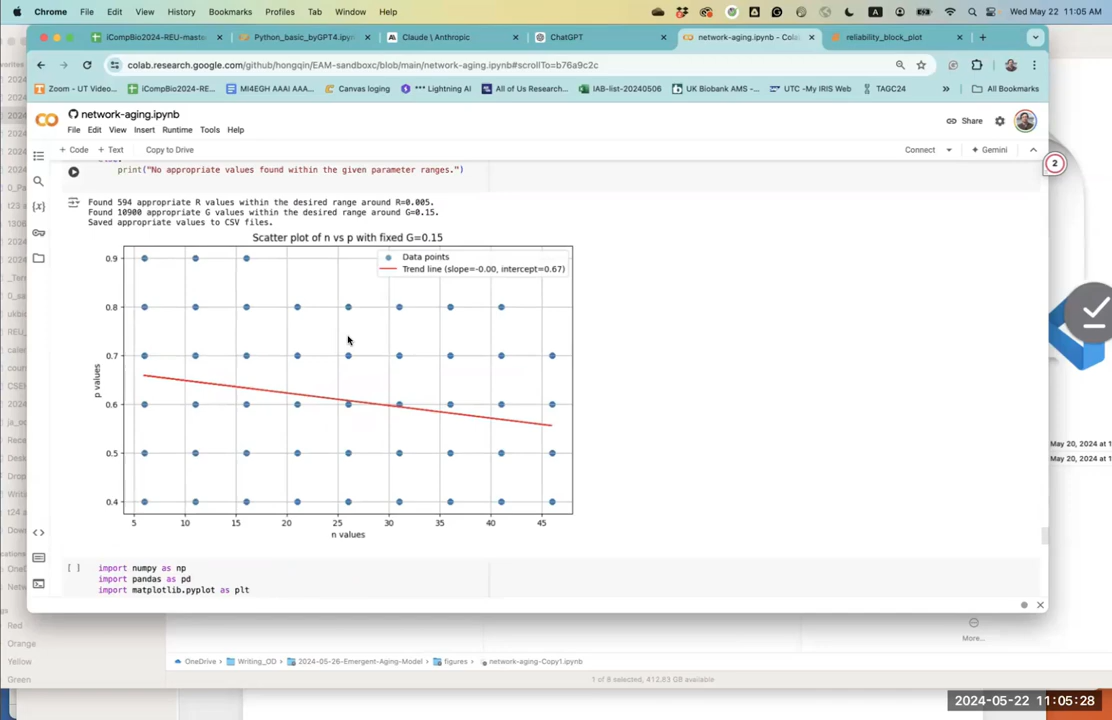 Chrome File Edit View History Bookmarks Profiles Tab Window Help
Wed May 22 11:05 AM
iCompBio2024-REU-maste
Python_basic_byGPT4.ipyn
Claude \ Anthropic
ChatGPT
network-aging.ipynb - Colab
reliability_block_plot
colab.research.google.com/github/hongqin/EAM-sandboxc/blob/main/network-aging.ipynb#scrollTo=b76a9c2c
Zoom - UT Video...
iCompBio2024-RE...
MI4EGH AAAI AAA...
Canvas loging
*** Lightning AI
All of Us Research...
IAB-list-20240506
UK Biobank AMS -...
UTC -My IRIS Web
TAGC24
»
All Bookmarks
network-aging.ipynb
Share
File Edit View Insert Runtime Tools Help
+ Code + Text Copy to Drive
Connect
Gemini
2
print("No appropriate values found within the given parameter ranges.")
Found 594 appropriate R values within the desired range around R=0.005.
Found 10900 appropriate G values within the desired range around G=0.15.
Saved appropriate values to CSV files.
Scatter plot of n vs p with fixed G=0.15
Data points
Trend line (slope=-0.00, intercept=0.67)
0.9
0.8
0.7
0.6
0.5
0.4
p values
5 10 15 20 25 30 35 40 45
n values
[ ]
import numpy as np
import pandas as pd
import matplotlib.pyplot as plt
May 20, 2024 at 1
May 20, 2024 at 1
Red
Orange
Yellow
Green
More...
OneDrive
Writing_OD
2024-05-26-Emergent-Aging-Model
figures
network-aging-Copy1.ipynb
1 of 8 selected, 412.83 GB available
2024-05-22 11:05:28